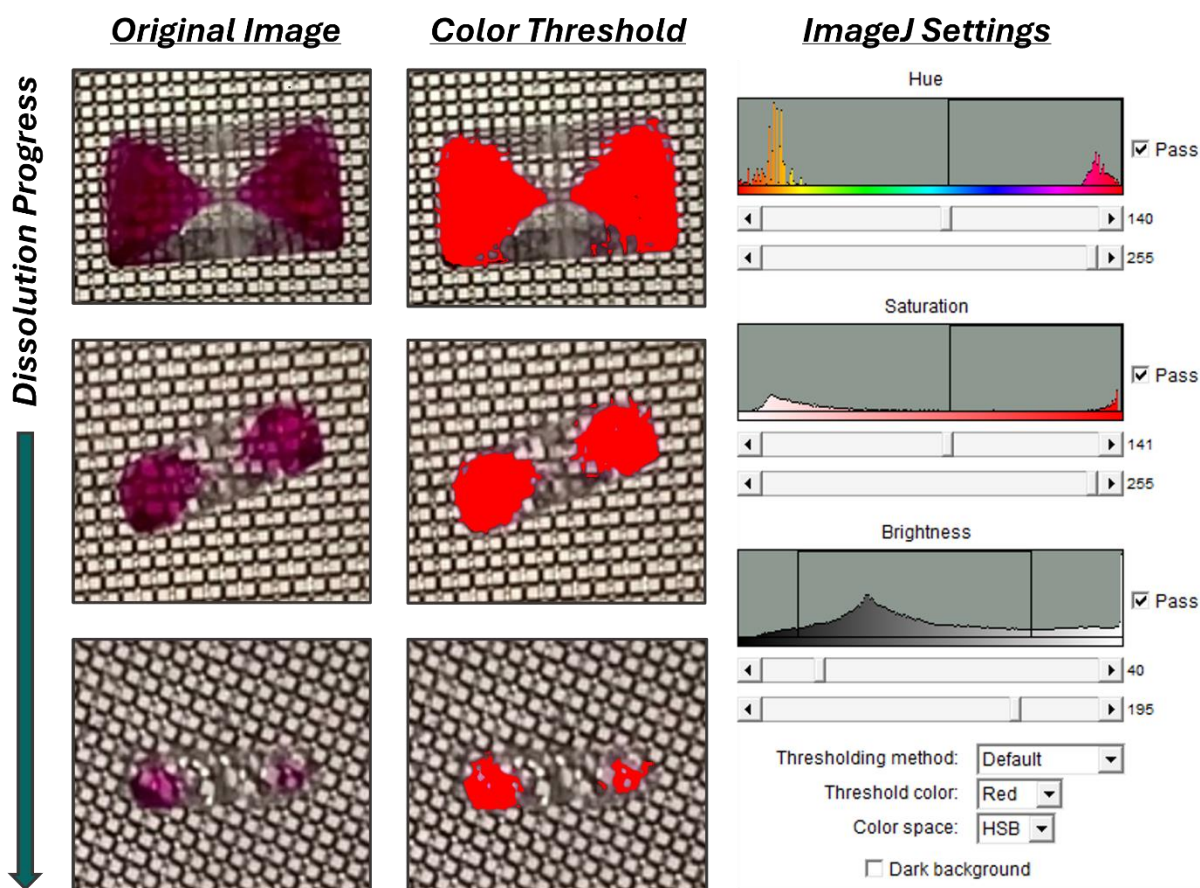 Original Image
Color Threshold
ImageJ Settings
Dissolution Progress
Hue
Pass
140
255
Saturation
Pass
141
255
Brightness
Pass
40
195
Thresholding method: Default
Threshold color: Red
Color space: HSB
Dark background